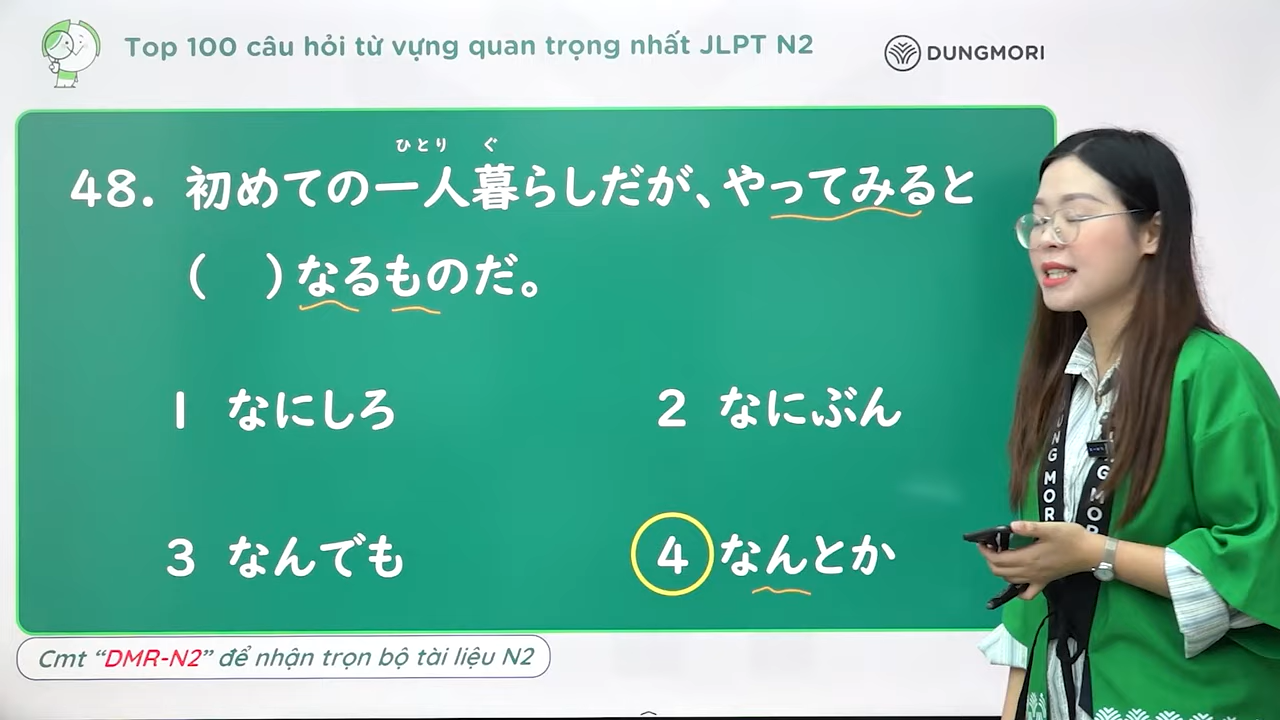 Top 100 câu hỏi từ vựng quan trọng nhất JLPT N2
DUNGMORI
ひとり ぐ
48. 初めての一人暮らしだが、やってみると
( )なるものだ。
1 なにしろ
2 なにぶん
3 なんでも
4 なんとか
Cmt “DMR-N2” để nhận trọn bộ tài liệu N2